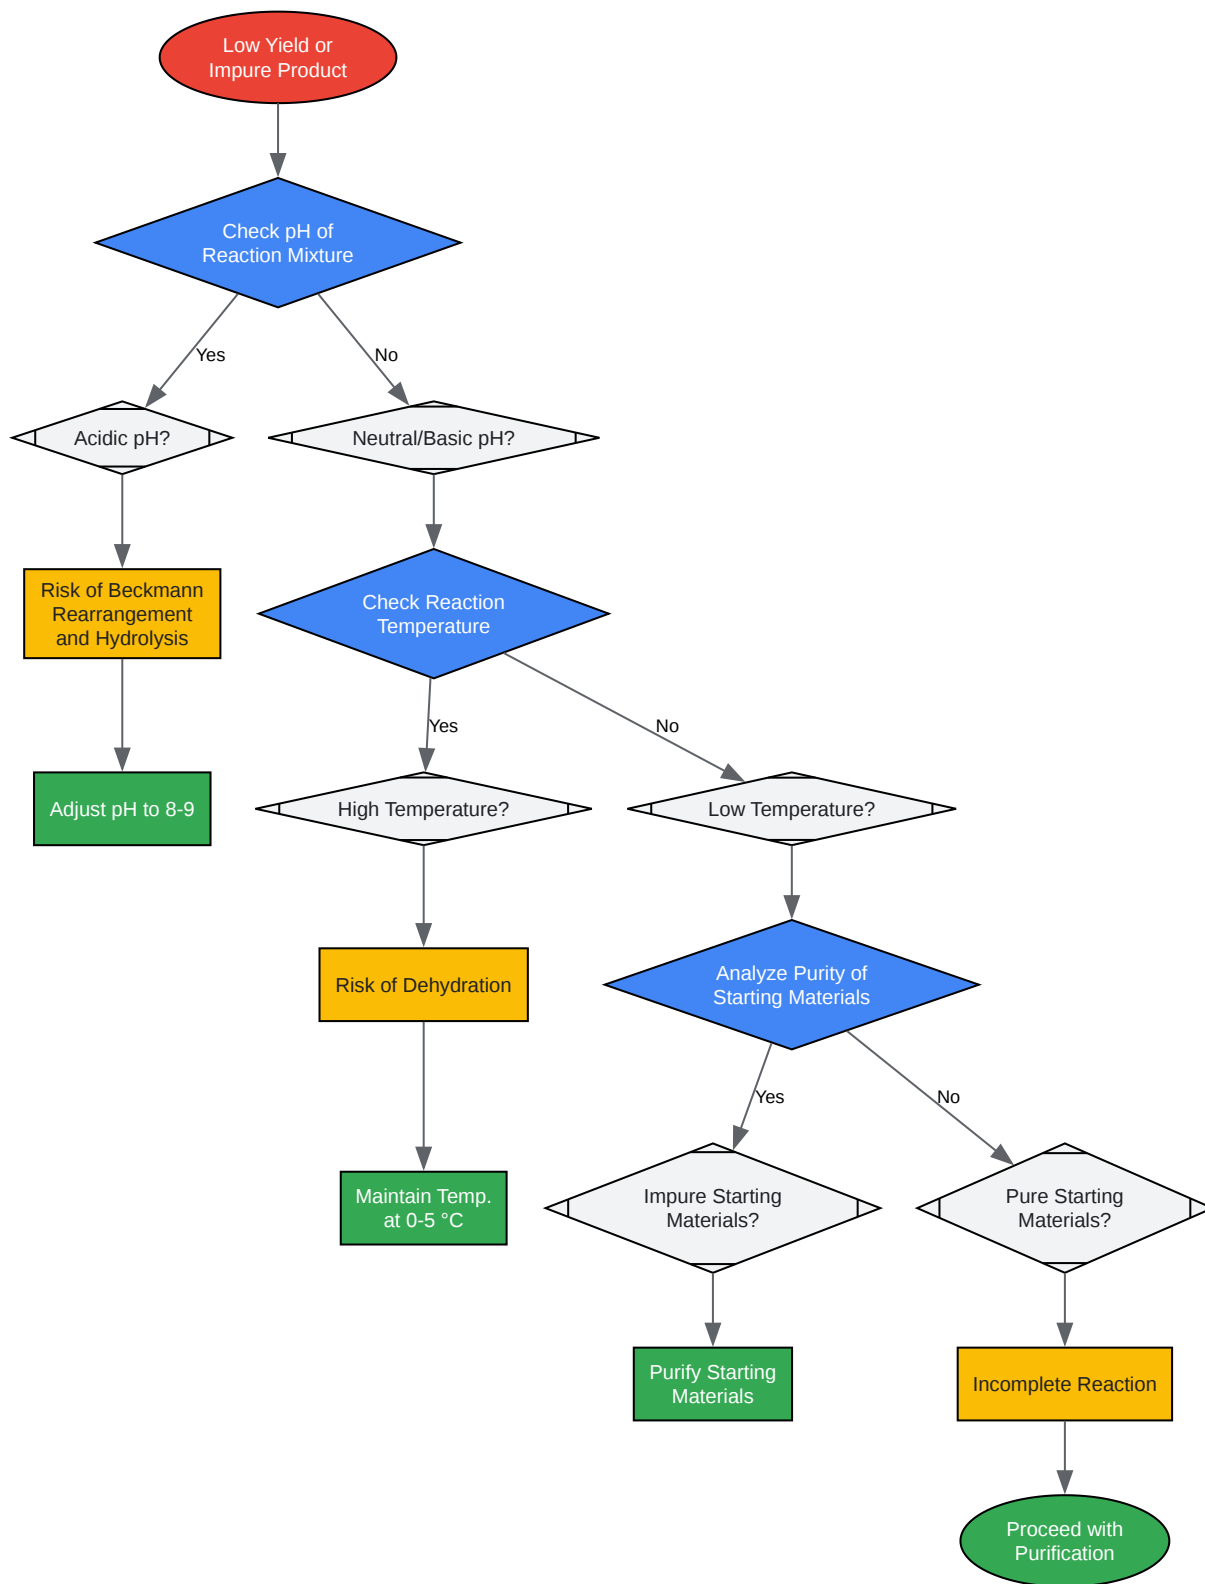 Low Yield or
Impure Product
Check pH of
Reaction Mixture
Yes
No
Acidic pH?
Neutral/Basic pH?
Risk of Beckmann
Rearrangement
and Hydrolysis
Check Reaction
Temperature
Yes
No
Adjust pH to 8-9
High Temperature?
Low Temperature?
Risk of Dehydration
Analyze Purity of
Starting Materials
Yes
No
Maintain Temp.
at 0-5 °C
Impure Starting
Materials?
Pure Starting
Materials?
Purify Starting
Materials
Incomplete Reaction
Proceed with
Purification